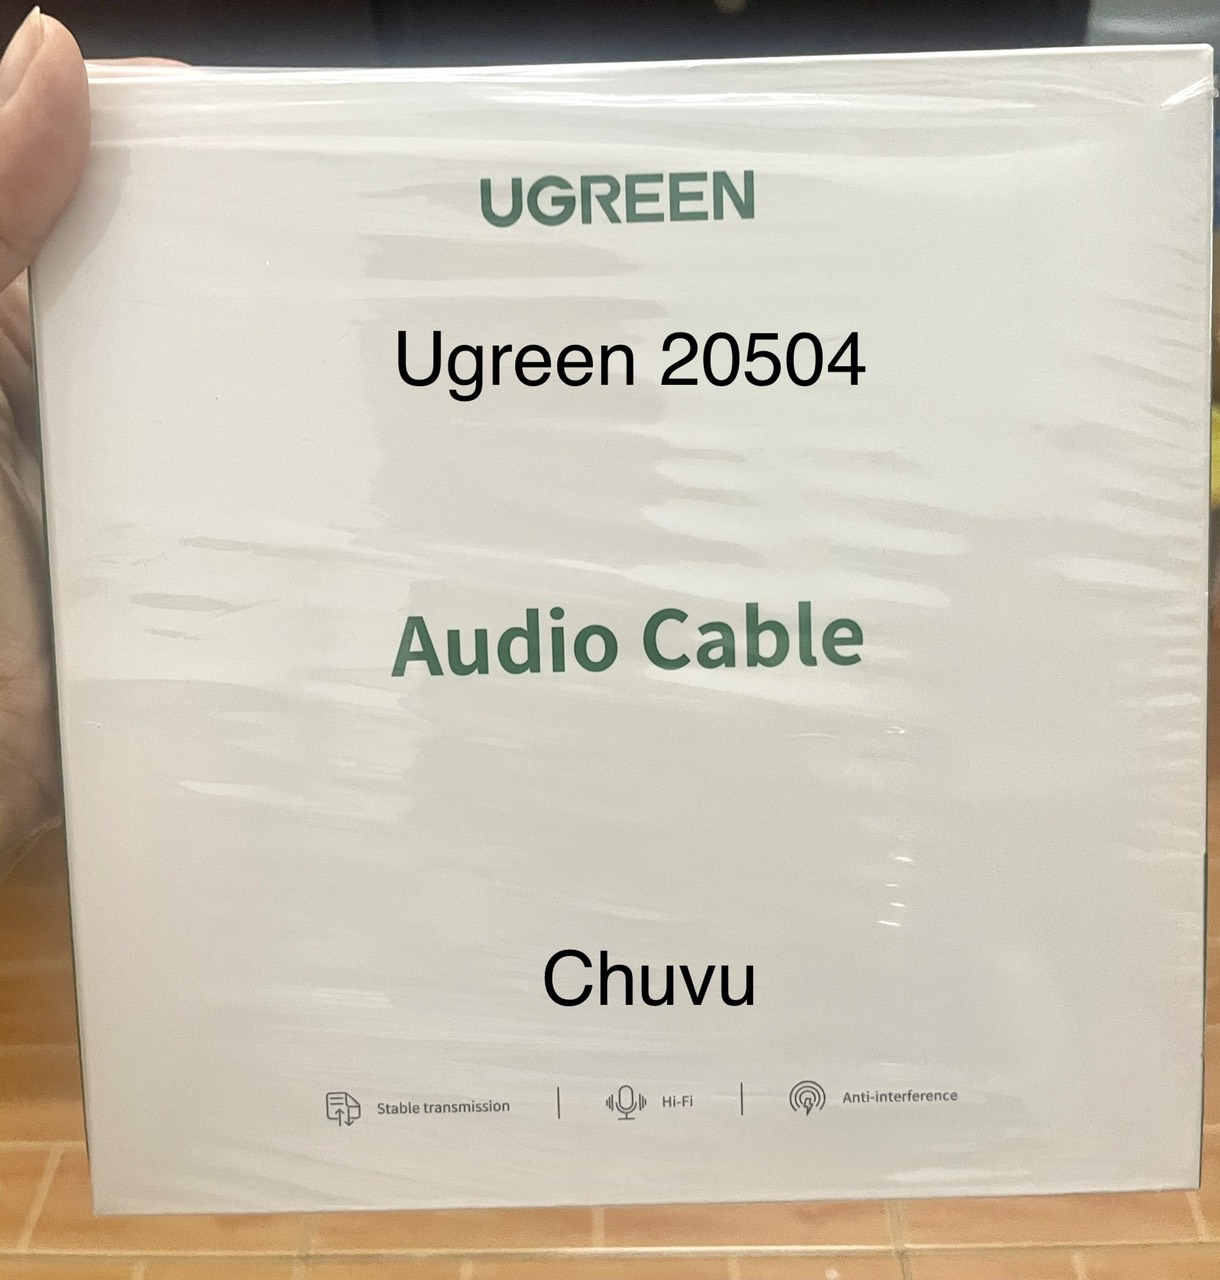 UGREEN
Ugreen 20504
Audio Cable
Chuvu
Stable transmission | Hi-Fi | Anti-interference